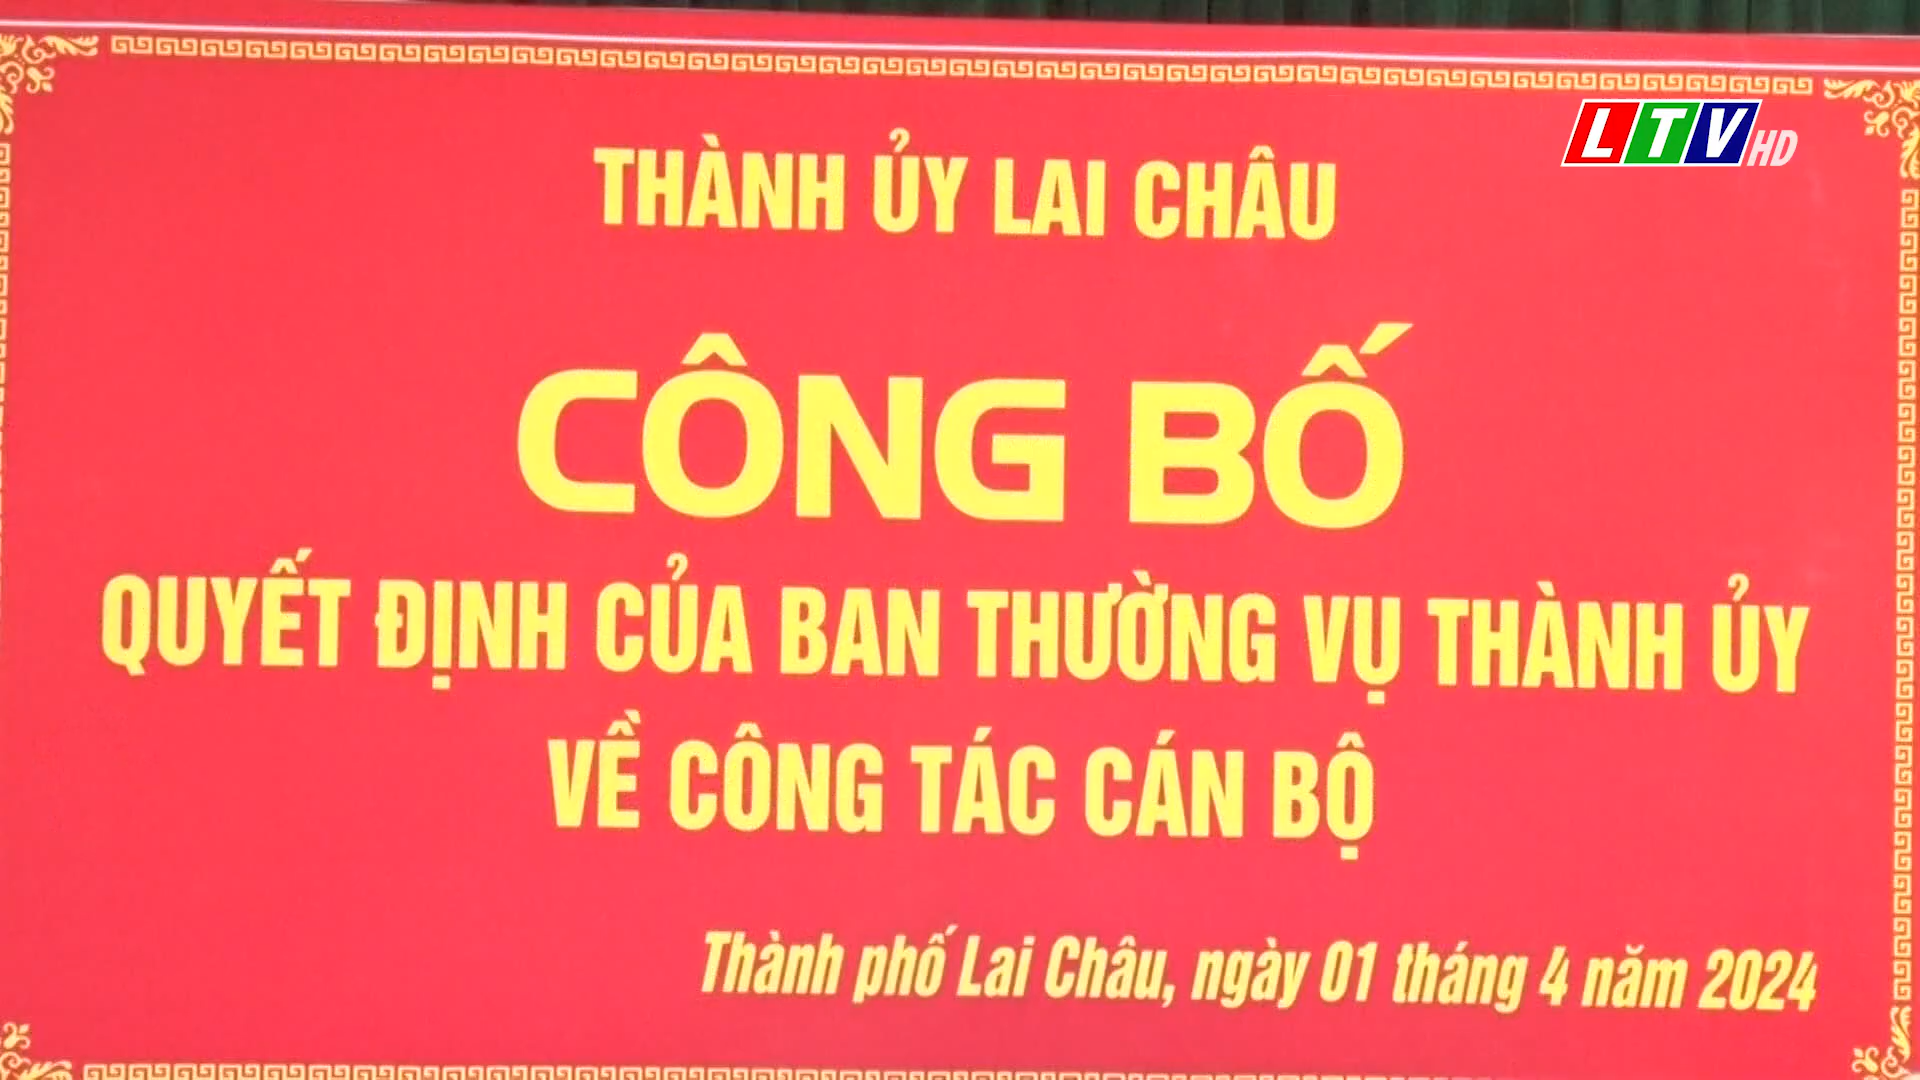 LTV HD
THÀNH ỦY LAI CHÂU
CÔNG BỐ
QUYẾT ĐỊNH CỦA BAN THƯỜNG VỤ THÀNH ỦY
VỀ CÔNG TÁC CÁN BỘ
Thành phố Lai Châu, ngày 01 tháng 4 năm 2024